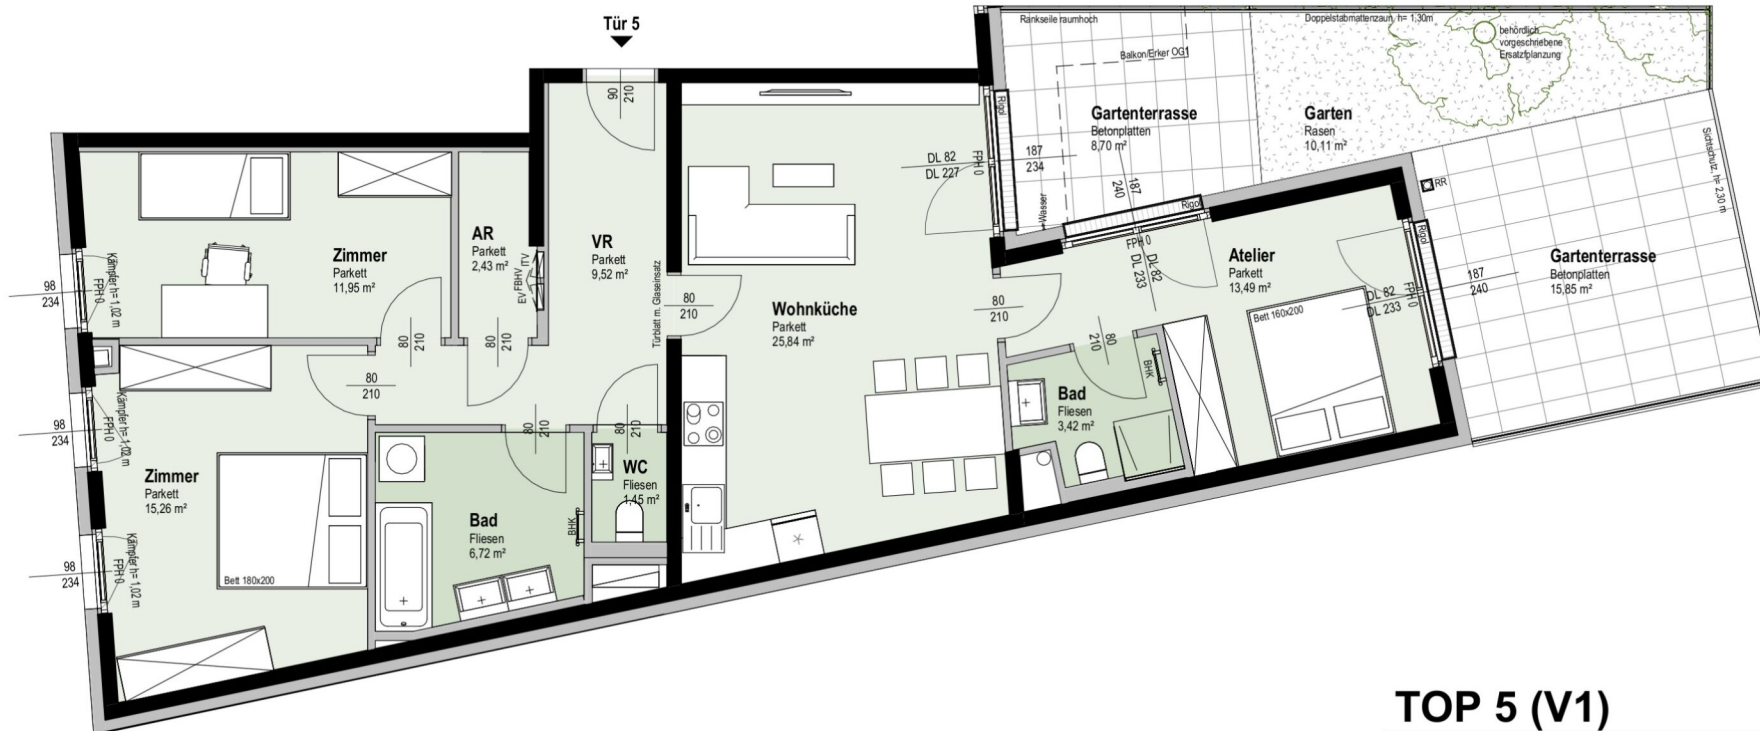 Tür 5
90
210
Rankseile raumhoch
Doppelstabmattenzaun, h= 1,30m
behördlich
vorgeschriebene
Ersatzpflanzung
Balkon/Erker OG1
Gartenterrasse
Betonplatten
8,70 m²
Garten
Rasen
10,11 m²
Sichtschutz, h= 2,30 m
Rigol
DL 82
DL 227
FPH 0
187
234
187
240
Wasser
Rigol
FPH 0
DL 82
DL 233
RR
Rigol
Atelier
Parkett
13,49 m²
Gartenterrasse
Betonplatten
15,85 m²
187
240
DL 82
DL 233
FPH 0
Bett 160x200
Zimmer
Parkett
11,95 m²
AR
Parkett
2,43 m²
VR
Parkett
9,52 m²
EV FBHV ITV
Türblatt m. Glaseinsatz
Kämpfer h= 1,02 m
FPH 0
98
234
80
210
80
210
80
210
80
210
Wohnküche
Parkett
25,84 m²
80
210
80
210
BHK
Bad
Fliesen
3,42 m²
Kämpfer h= 1,02 m
FPH 0
98
234
Zimmer
Parkett
15,26 m²
80
210
80
210
WC
Fliesen
1,45 m²
Bad
Fliesen
6,72 m²
BHK
Kämpfer h= 1,02 m
FPH 0
98
234
Bett 180x200
TOP 5 (V1)